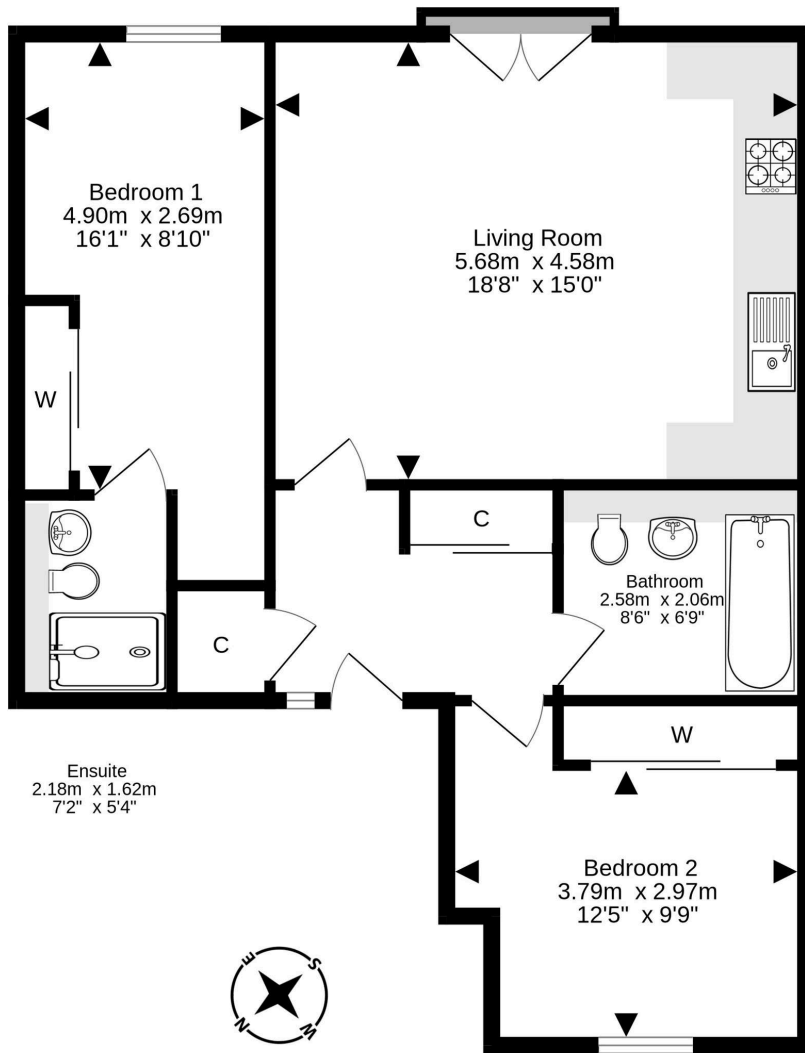 Bedroom 1
4.90m x 2.69m
16'1" x 8'10"
Living Room
5.68m x 4.58m
18'8" x 15'0"
W
C
Bathroom
2.58m x 2.06m
8'6" x 6'9"
C
W
Ensuite
2.18m x 1.62m
7'2" x 5'4"
Bedroom 2
3.79m x 2.97m
12'5" x 9'9"
E
S
N
W